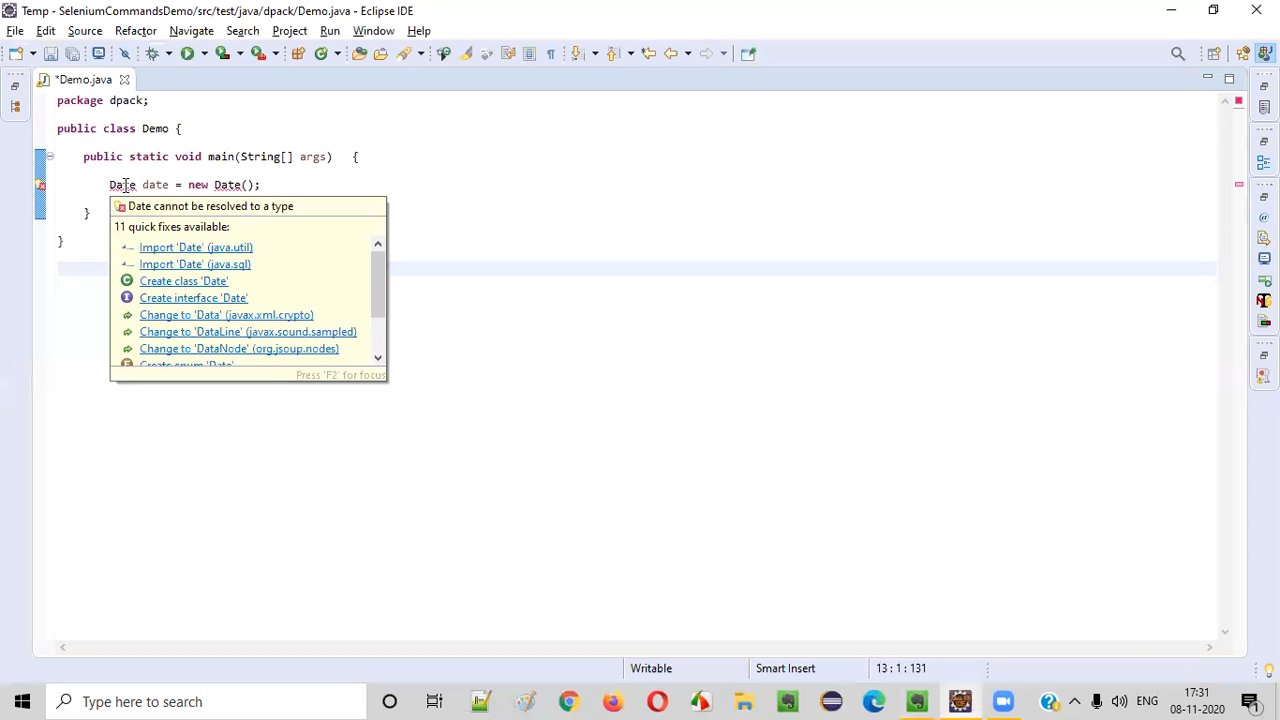 Temp - SeleniumCommandsDemo/src/test/java/dpack/Demo.java - Eclipse IDE
File Edit Source Refactor Navigate Search Project Run Window Help
*Demo.java
package dpack;
public class Demo {
public static void main(String[] args) {
Date date = new Date();
}
}
Date cannot be resolved to a type
11 quick fixes available:
Import 'Date' (java.util)
Import 'Date' (java.sql)
Create class 'Date'
Create interface 'Date'
Change to 'Data' (javax.xml.crypto)
Change to 'DataLine' (javax.sound.sampled)
Change to 'DataNode' (org.jsoup.nodes)
Create enum 'Date'
Press 'F2' for focus
Writable Smart Insert 13 : 1 : 131
Type here to search
ENG 17:31
08-11-2020